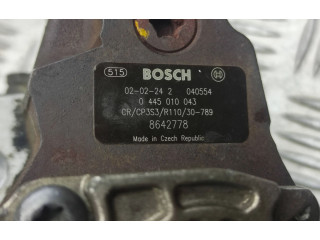 515 BOSCH
02-02-24 2 040554
0 445 010 043
CR/CP3S3/R110/30-789
8642778
Made in Czech Republic